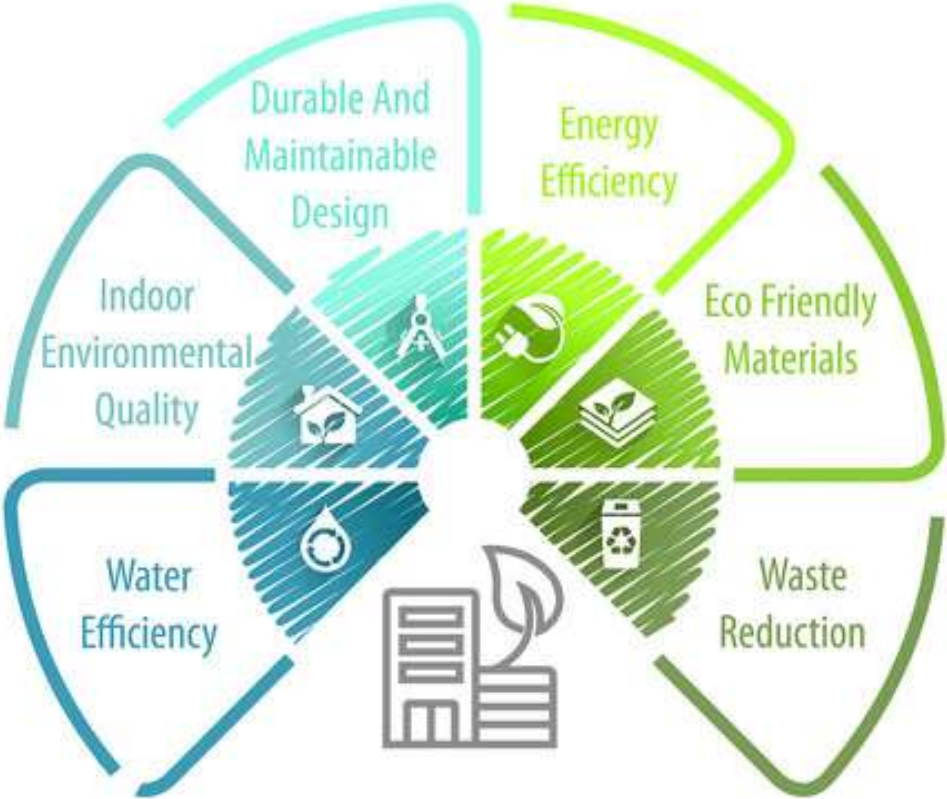 Durable And
Maintainable
Design
Energy
Efficiency
Indoor
Environmental
Quality
Eco Friendly
Materials
Water
Efficiency
Waste
Reduction